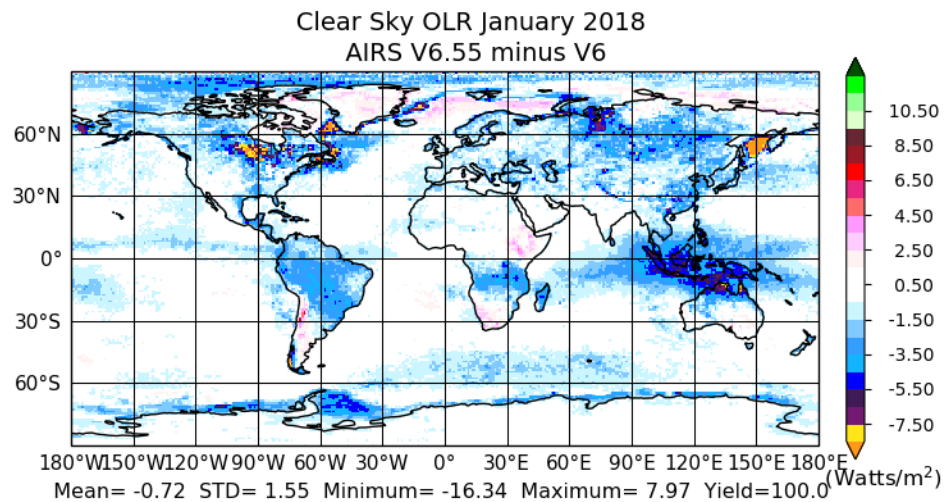 Clear Sky OLR January 2018
AIRS V6.55 minus V6
60°N
30°N
0°
30°S
60°S
180°W 150°W 120°W 90°W 60°W 30°W 0° 30°E 60°E 90°E 120°E 150°E 180°E
10.50
8.50
6.50
4.50
2.50
0.50
-1.50
-3.50
-5.50
-7.50
(Watts/m²)
Mean= -0.72 STD= 1.55 Minimum= -16.34 Maximum= 7.97 Yield=100.0